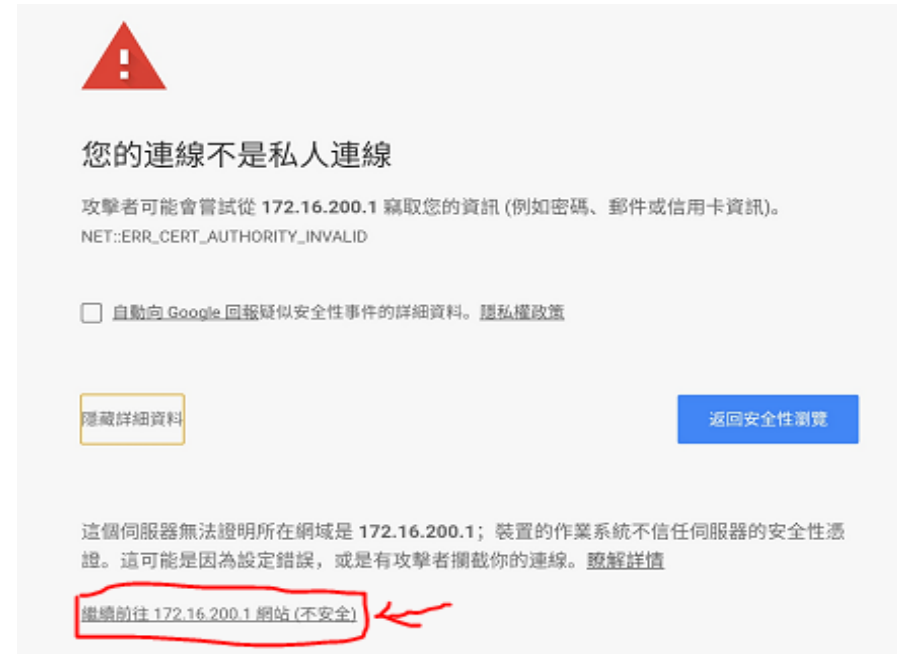 您的連線不是私人連線
攻擊者可能會嘗試從 172.16.200.1 竊取您的資訊 (例如密碼、郵件或信用卡資訊)。
NET::ERR_CERT_AUTHORITY_INVALID
自動向 Google 回報疑似安全性事件的詳細資料。隱私權政策
隱藏詳細資料
返回安全性瀏覽
這個伺服器無法證明所在網域是 172.16.200.1；裝置的作業系統不信任伺服器的安全性憑
證。這可能是因為設定錯誤，或是有攻擊者攔截你的連線。瞭解詳情
繼續前往 172.16.200.1 網站 (不安全)